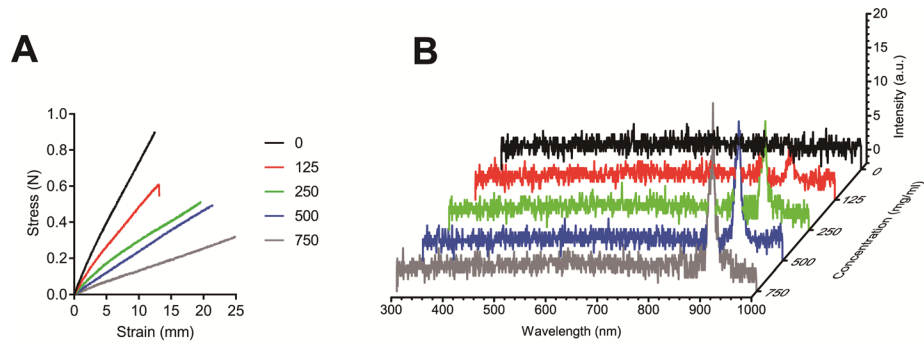 A
Stress (N)
1.0
0.8
0.6
0.4
0.2
0.0
0 5 10 15 20 25
Strain (mm)
0
125
250
500
750
B
20
15
10
5
0
Intensity (a.u.)
0
125
250
500
750
Concentration (mg/ml)
300 400 500 600 700 800 900 1000
Wavelength (nm)